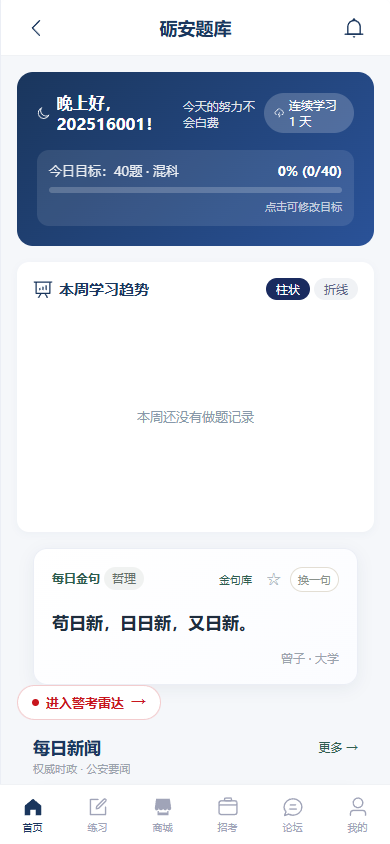 砺安题库
晚上好，
202516001！
今天的努力不
会白费
连续学习
1 天
今日目标：40题 · 混科
0% (0/40)
点击可修改目标
本周学习趋势
柱状
折线
本周还没有做题记录
每日金句
哲理
金句库
☆
换一句
苟日新，日日新，又日新。
曾子 · 大学
进入警考雷达 →
每日新闻
更多 →
权威时政 · 公安要闻
首页
练习
商城
招考
论坛
我的